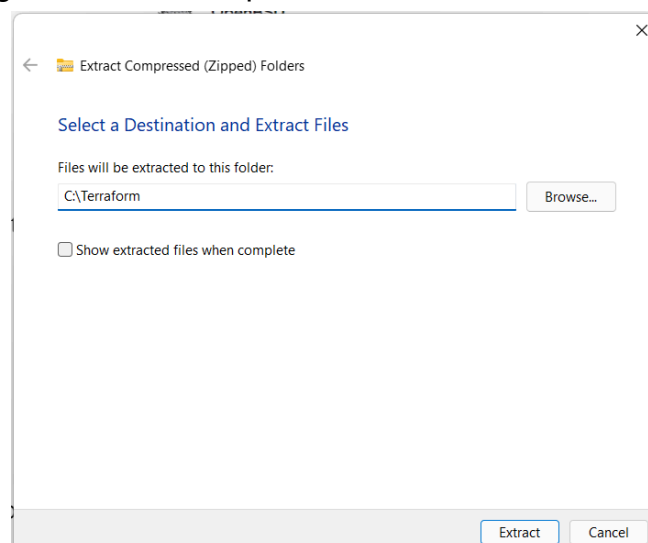 Extract Compressed (Zipped) Folders
Select a Destination and Extract Files
Files will be extracted to this folder:
C:\Terraform
Browse...
Show extracted files when complete
Extract
Cancel